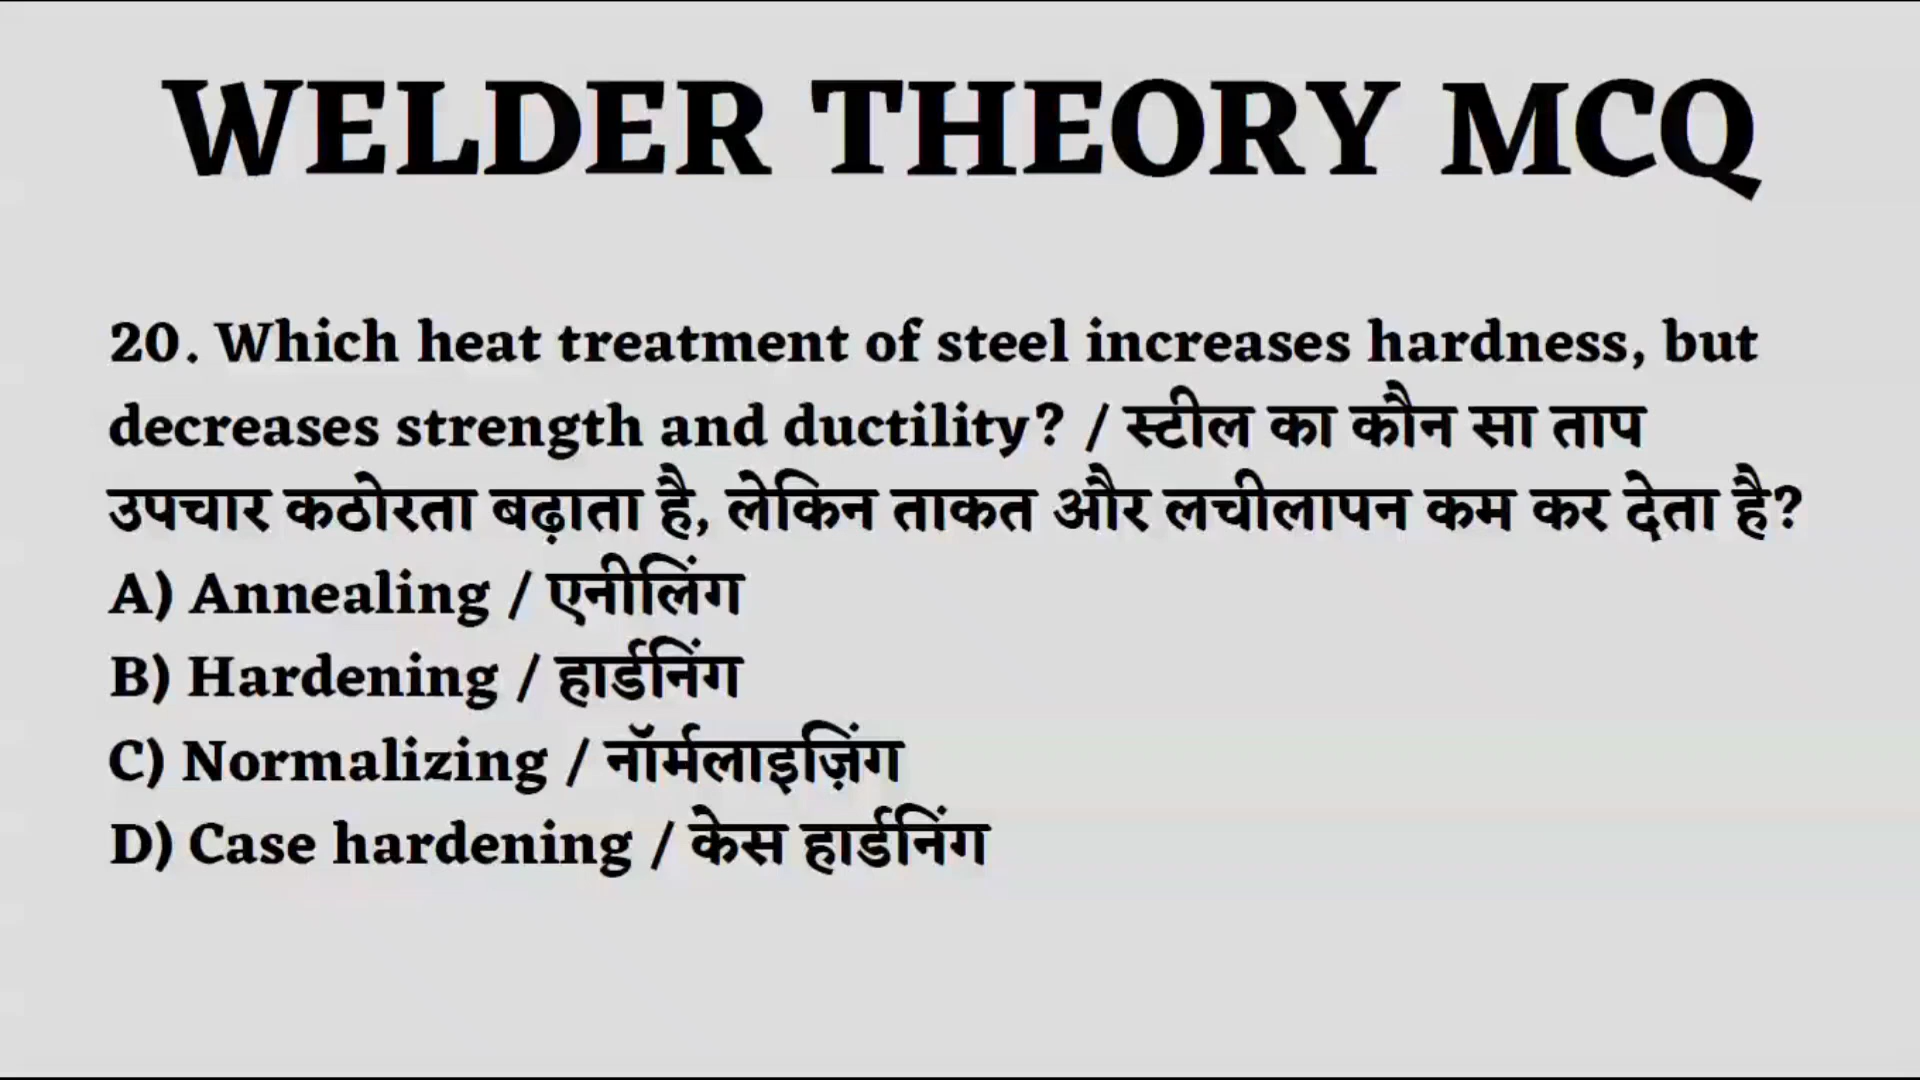 WELDER THEORY MCQ
20. Which heat treatment of steel increases hardness, but
decreases strength and ductility? / स्टील का कौन सा ताप
उपचार कठोरता बढ़ाता है, लेकिन ताकत और लचीलापन कम कर देता है?
A) Annealing / एनीलिंग
B) Hardening / हार्डनिंग
C) Normalizing / नॉर्मलाइज़िंग
D) Case hardening / केस हार्डनिंग